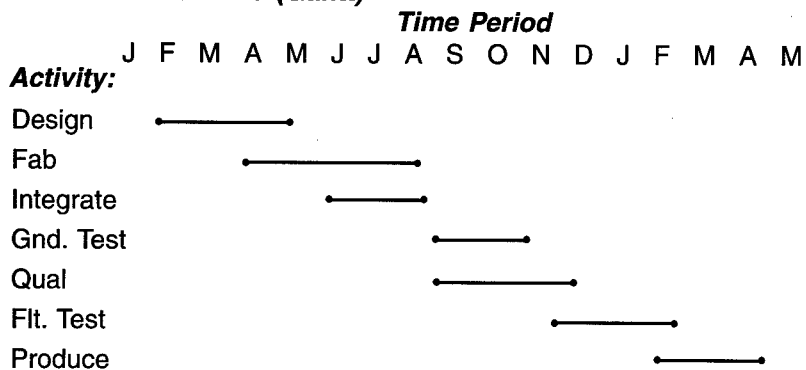 Time Period
J F M A M J J A S O N D J F M A M
Activity:
Design
Fab
Integrate
Gnd. Test
Qual
Flt. Test
Produce